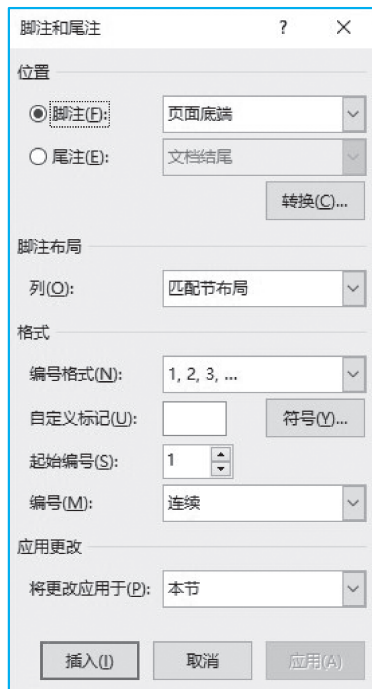 脚注和尾注 ? ×
位置
脚注(F): 页面底端
尾注(E): 文档结尾
转换(C)...
脚注布局
列(O): 匹配节布局
格式
编号格式(N): 1, 2, 3, ...
自定义标记(U): 符号(Y)...
起始编号(S): 1
编号(M): 连续
应用更改
将更改应用于(P): 本节
插入(I) 取消 应用(A)